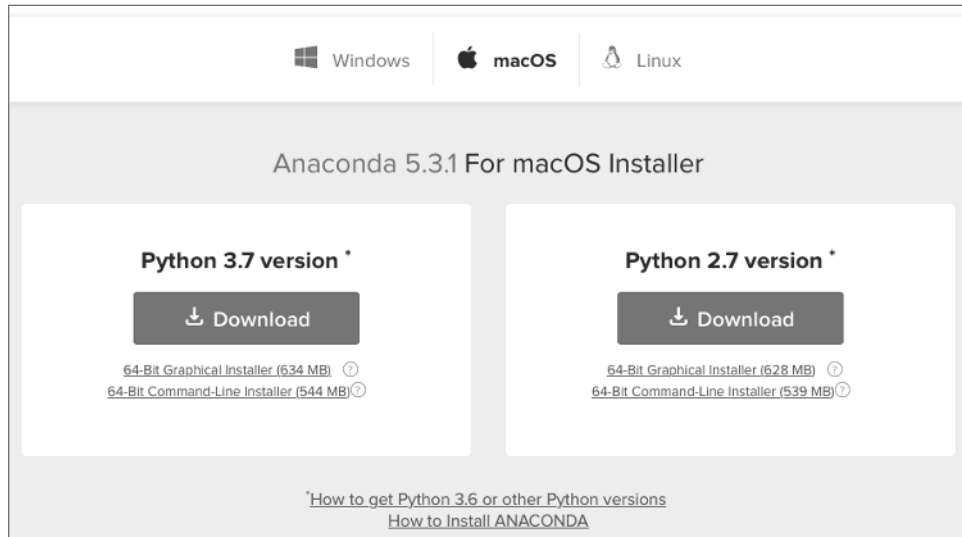 Windows
macOS
Linux
Anaconda 5.3.1 For macOS Installer
Python 3.7 version *
Download
64-Bit Graphical Installer (634 MB) ?
64-Bit Command-Line Installer (544 MB) ?
Python 2.7 version *
Download
64-Bit Graphical Installer (628 MB) ?
64-Bit Command-Line Installer (539 MB) ?
*How to get Python 3.6 or other Python versions
How to Install ANACONDA